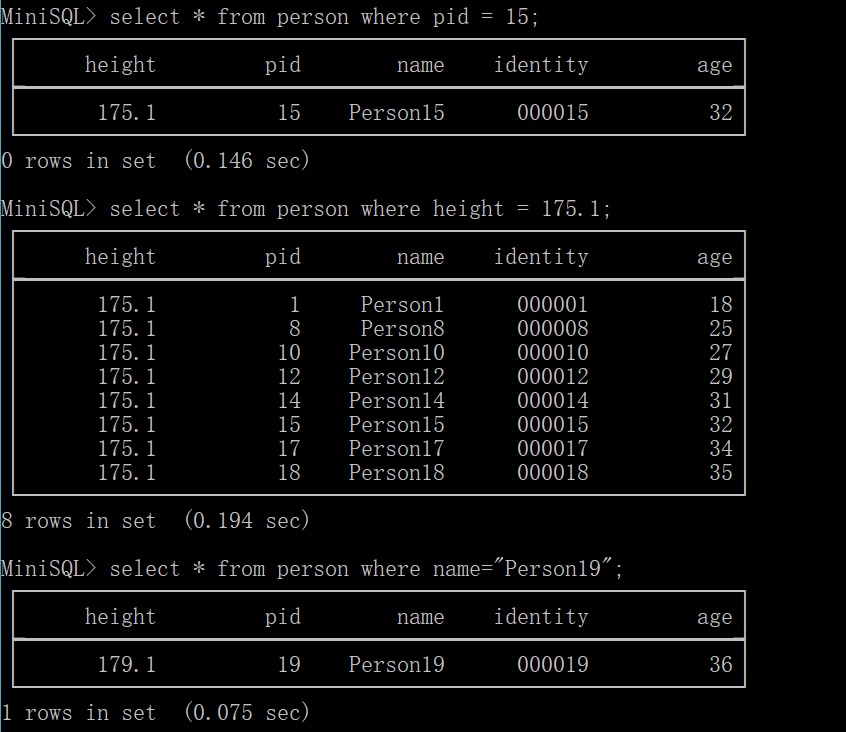 MiniSQL> select * from person where pid = 15;
height pid name identity age
175.1 15 Person15 000015 32
0 rows in set (0.146 sec)
MiniSQL> select * from person where height = 175.1;
height pid name identity age
175.1 1 Person1 000001 18
175.1 8 Person8 000008 25
175.1 10 Person10 000010 27
175.1 12 Person12 000012 29
175.1 14 Person14 000014 31
175.1 15 Person15 000015 32
175.1 17 Person17 000017 34
175.1 18 Person18 000018 35
8 rows in set (0.194 sec)
MiniSQL> select * from person where name="Person19";
height pid name identity age
179.1 19 Person19 000019 36
1 rows in set (0.075 sec)